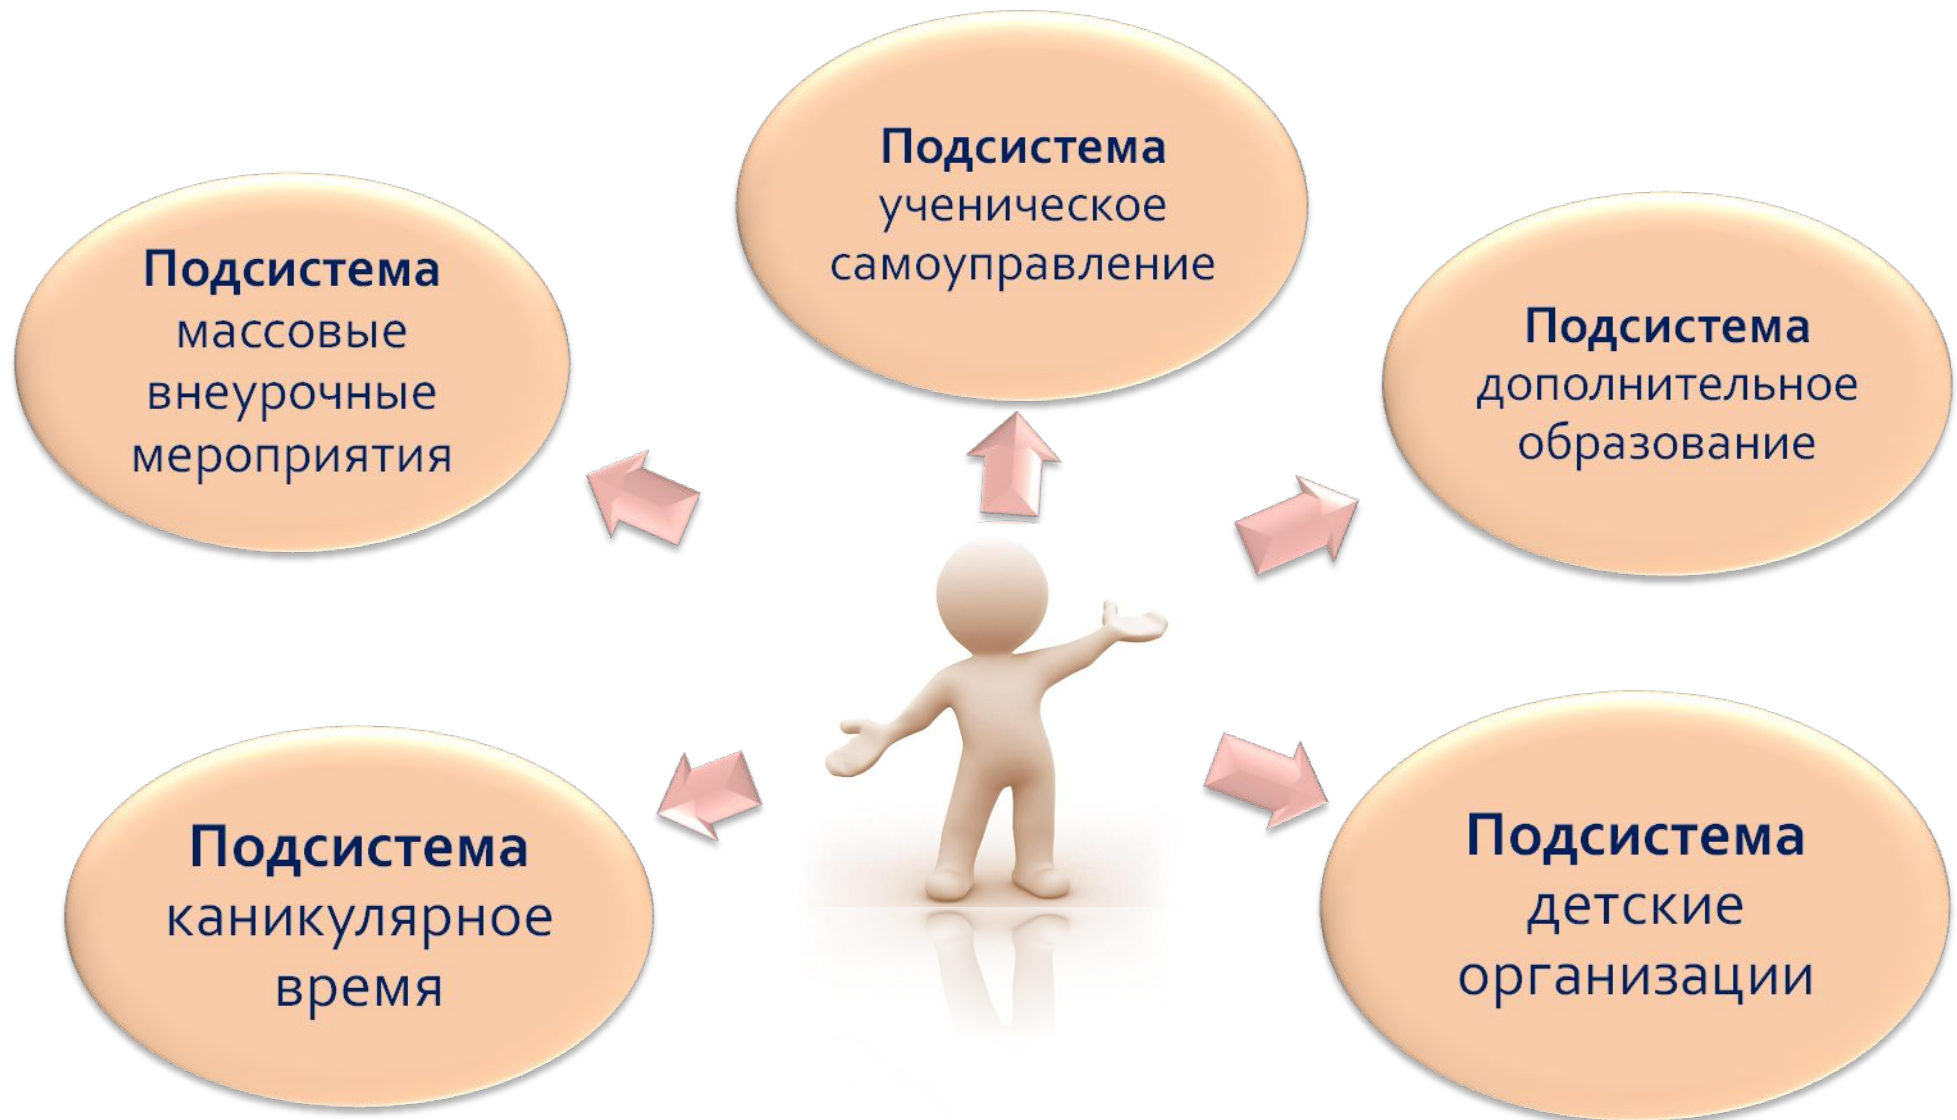 Подсистема
ученическое
самоуправление
Подсистема
массовые
внеурочные
мероприятия
Подсистема
дополнительное
образование
Подсистема
каникулярное
время
Подсистема
детские
организации